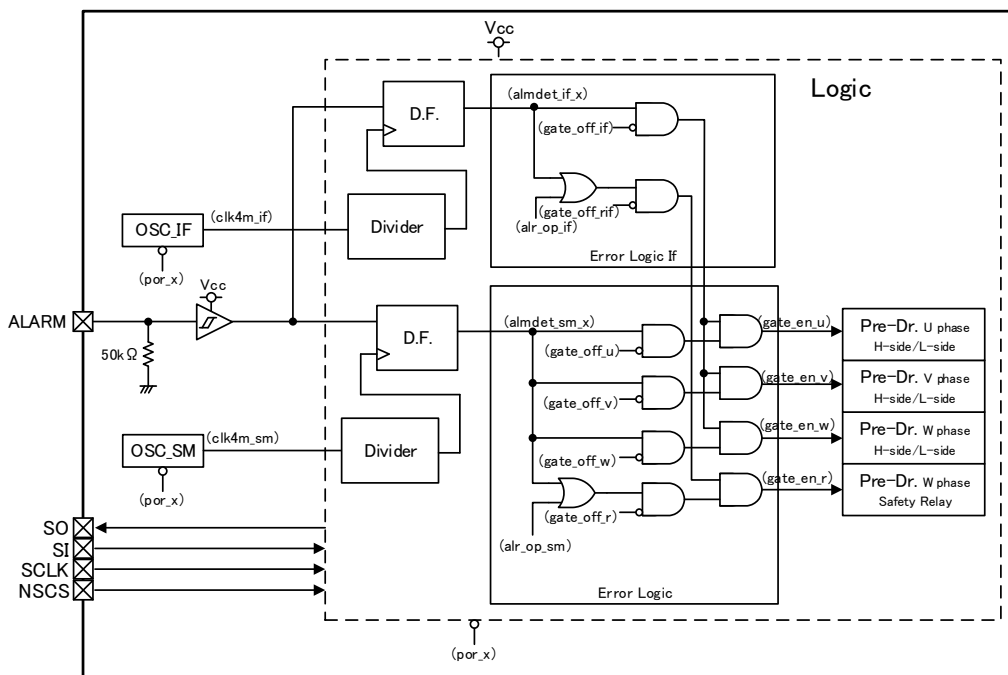 Vcc
Logic
D.F.
(almdet_if_x)
(gate_off_if)
(gate_off_rif)
(alr_op_if)
Error Logic If
OSC_IF
(clk4m_if)
Divider
(por_x)
Vcc
ALARM
50kΩ
D.F.
(almdet_sm_x)
(gate_off_u)
(gate_off_v)
(gate_off_w)
(gate_off_r)
(alr_op_sm)
Error Logic
(gate_en_u)
(gate_en_v)
(gate_en_w)
(gate_en_r)
Pre-Dr. U phase
H-side/L-side
Pre-Dr. V phase
H-side/L-side
Pre-Dr. W phase
H-side/L-side
Pre-Dr. W phase
Safety Relay
OSC_SM
(clk4m_sm)
Divider
(por_x)
SO
SI
SCLK
NSCS
(por_x)